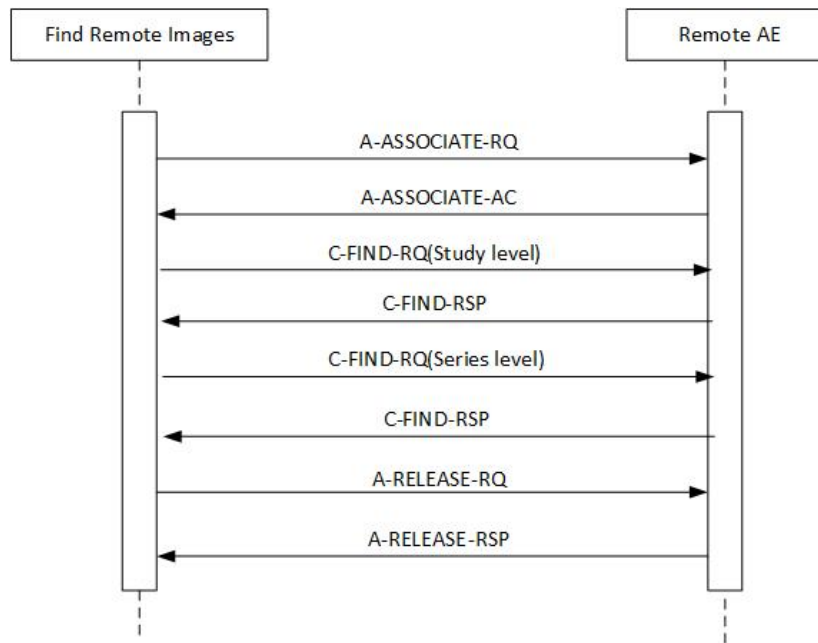 Find Remote Images
Remote AE
A-ASSOCIATE-RQ
A-ASSOCIATE-AC
C-FIND-RQ(Study level)
C-FIND-RSP
C-FIND-RQ(Series level)
C-FIND-RSP
A-RELEASE-RQ
A-RELEASE-RSP